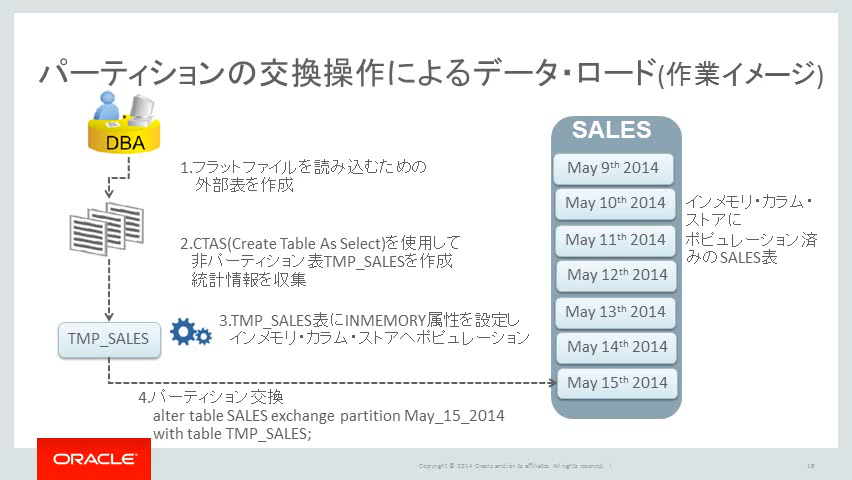 パーティションの交換操作によるデータ・ロード(作業イメージ)
DBA
1.フラットファイルを読み込むための
外部表を作成
2.CTAS(Create Table As Select)を使用して
非パーティション表TMP_SALESを作成
統計情報を収集
TMP_SALES
3.TMP_SALES表にINMEMORY属性を設定し
インメモリ・カラム・ストアへポピュレーション
4.パーティション交換
alter table SALES exchange partition May_15_2014
with table TMP_SALES;
SALES
May 9th 2014
May 10th 2014
May 11th 2014
May 12th 2014
May 13th 2014
May 14th 2014
May 15th 2014
インメモリ・カラム・
ストアに
ポピュレーション済
みのSALES表
ORACLE
Copyright © 2014 Oracle and/or its affiliates. All rights reserved. |